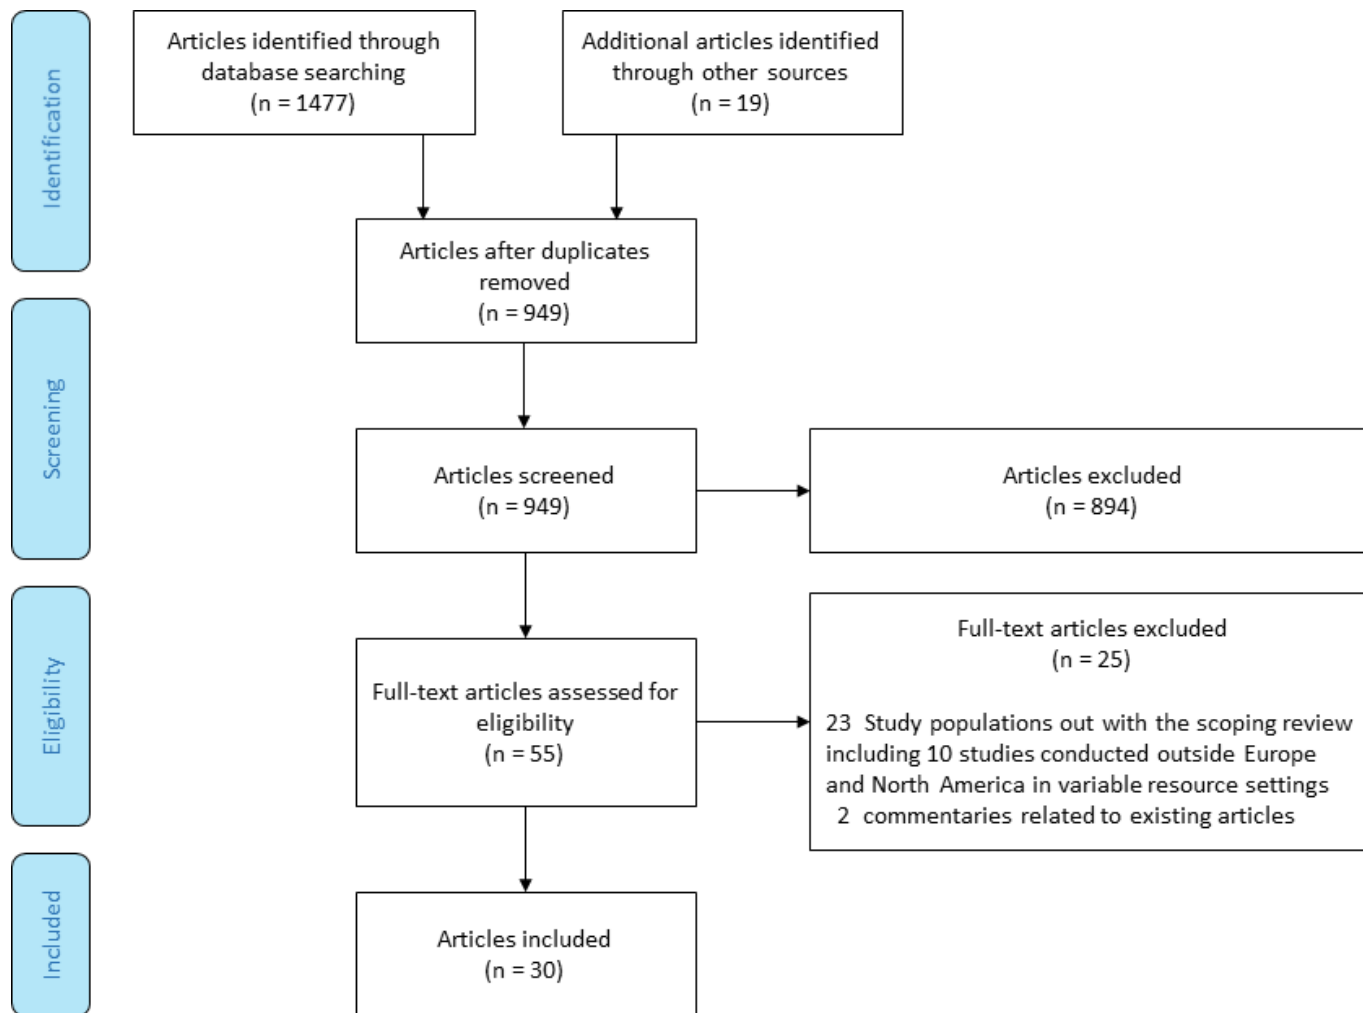 Identification
Articles identified through
database searching
(n = 1477)
Additional articles identified
through other sources
(n = 19)
Articles after duplicates
removed
(n = 949)
Screening
Articles screened
(n = 949)
Articles excluded
(n = 894)
Eligibility
Full-text articles assessed for
eligibility
(n = 55)
Full-text articles excluded
(n = 25)
23 Study populations out with the scoping review
including 10 studies conducted outside Europe
and North America in variable resource settings
2 commentaries related to existing articles
Included
Articles included
(n = 30)